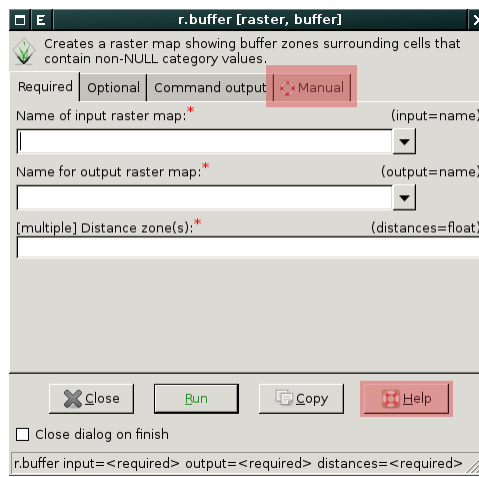 E r.buffer [raster, buffer]
Creates a raster map showing buffer zones surrounding cells that
contain non-NULL category values.
Required Optional Command output Manual
Name of input raster map:* (input=name)
Name for output raster map:* (output=name)
[multiple] Distance zone(s):* (distances=float)
Close Run Copy Help
Close dialog on finish
r.buffer input=<required> output=<required> distances=<required>